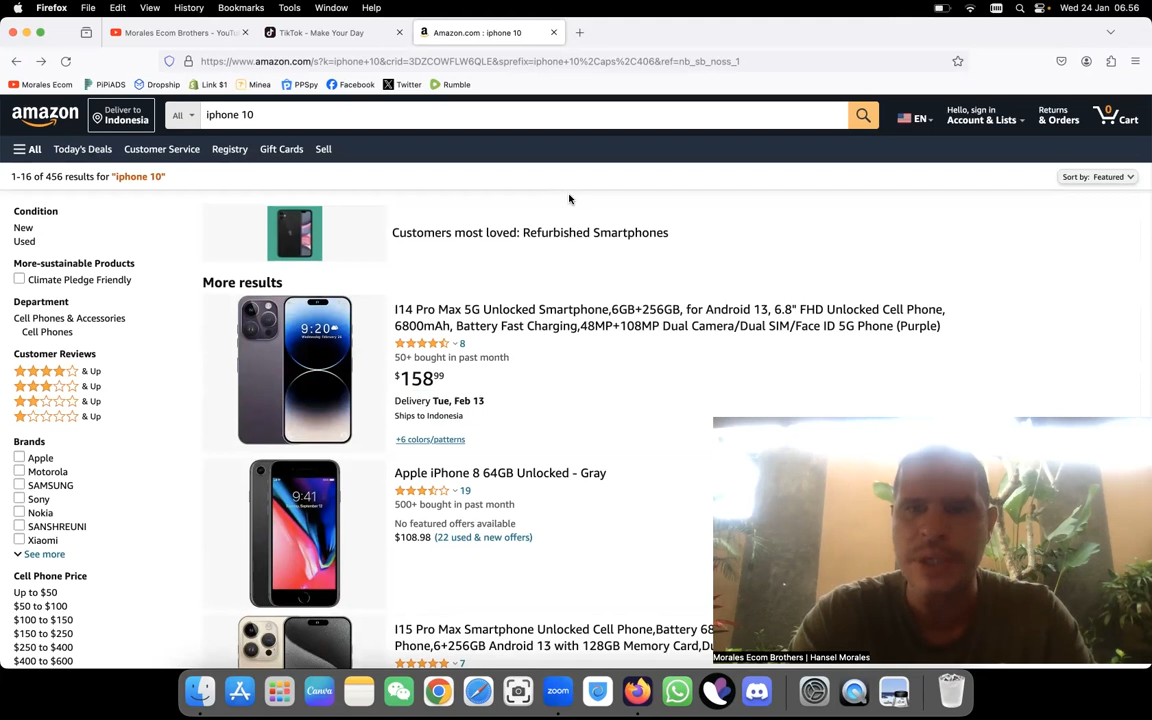 Firefox File Edit View History Bookmarks Tools Window Help
Wed 24 Jan 06.56
Morales Ecom Brothers - YouTu
TikTok - Make Your Day
Amazon.com : iphone 10
https://www.amazon.com/s?k=iphone+10&crid=3DZCOWFLW6QLE&sprefix=iphone+10%2Caps%2C406&ref=nb_sb_noss_1
Morales Ecom PiPiADS Dropship Link $1 Minea PPSpy Facebook Twitter Rumble
amazon
Deliver to
Indonesia
All
iphone 10
EN
Hello, sign in
Account & Lists
Returns
& Orders
0
Cart
All Today's Deals Customer Service Registry Gift Cards Sell
1-16 of 456 results for "iphone 10"
Sort by: Featured
Condition
New
Used
More-sustainable Products
Climate Pledge Friendly
Department
Cell Phones & Accessories
Cell Phones
Customer Reviews
& Up
& Up
& Up
& Up
Brands
Apple
Motorola
SAMSUNG
Sony
Nokia
SANSHREUNI
Xiaomi
See more
Cell Phone Price
Up to $50
$50 to $100
$100 to $150
$150 to $250
$250 to $400
$400 to $600
Customers most loved: Refurbished Smartphones
More results
9:20
I14 Pro Max 5G Unlocked Smartphone,6GB+256GB, for Android 13, 6.8" FHD Unlocked Cell Phone,
6800mAh, Battery Fast Charging,48MP+108MP Dual Camera/Dual SIM/Face ID 5G Phone (Purple)
8
50+ bought in past month
$158.99
Delivery Tue, Feb 13
Ships to Indonesia
+6 colors/patterns
9:41
Apple iPhone 8 64GB Unlocked - Gray
19
500+ bought in past month
No featured offers available
$108.98 (22 used & new offers)
I15 Pro Max Smartphone Unlocked Cell Phone,Battery 68
Phone,6+256GB Android 13 with 128GB Memory Card,Du
7
Morales Ecom Brothers | Hansel Morales
Canva
zoom